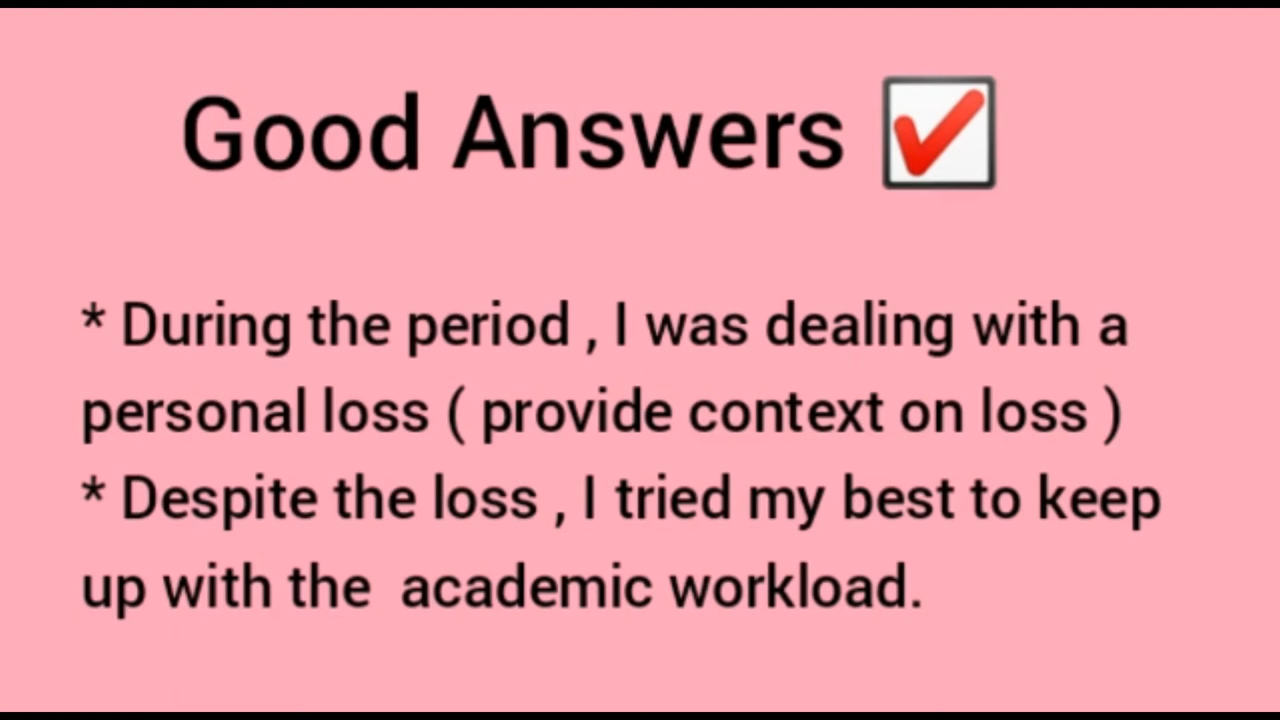 Good Answers ☑
* During the period , I was dealing with a
personal loss ( provide context on loss )
* Despite the loss , I tried my best to keep
up with the  academic workload.